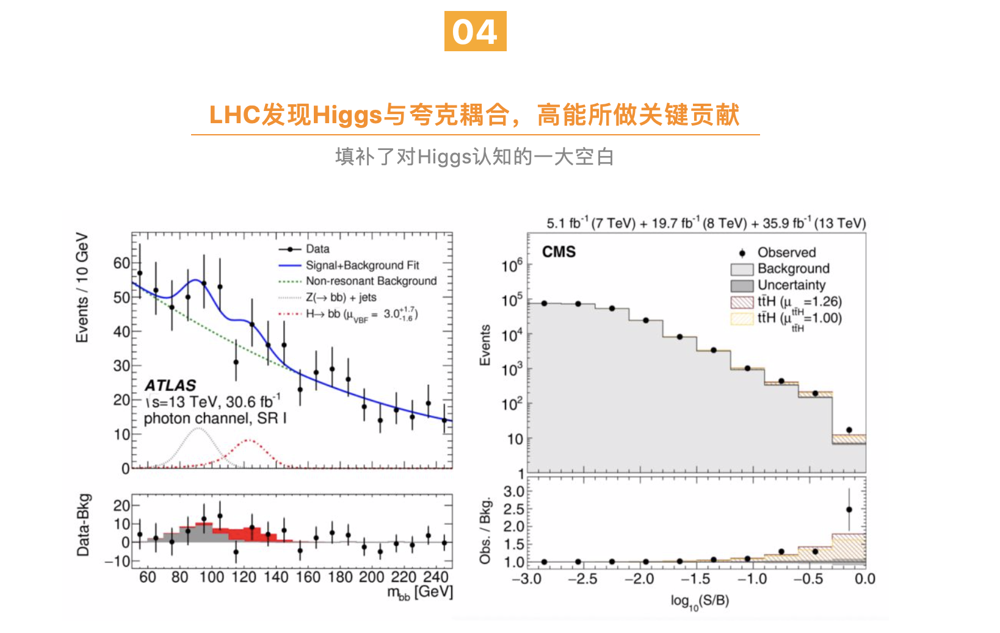 04
LHC发现Higgs与夸克耦合，高能所做关键贡献
填补了对Higgs认知的一大空白
Events / 10 GeV
60
50
40
30
20
10
0
Data
Signal+Background Fit
Non-resonant Background
Z(→ bb) + jets
H→ bb (μVBF = 3.0+1.7-1.6)
ATLAS
√s=13 TeV, 30.6 fb-1
photon channel, SR I
Data-Bkg
20
10
0
−10
60 80 100 120 140 160 180 200 220 240
mbb [GeV]
5.1 fb-1 (7 TeV) + 19.7 fb-1 (8 TeV) + 35.9 fb-1 (13 TeV)
CMS
Observed
Background
Uncertainty
tt̄H (μtt̄H=1.26)
tt̄H (μtt̄H=1.00)
Events
106
105
104
103
102
10
1
Obs. / Bkg.
3.0
2.5
2.0
1.5
1.0
−3.0 −2.5 −2.0 −1.5 −1.0 −0.5 0.0
log10(S/B)